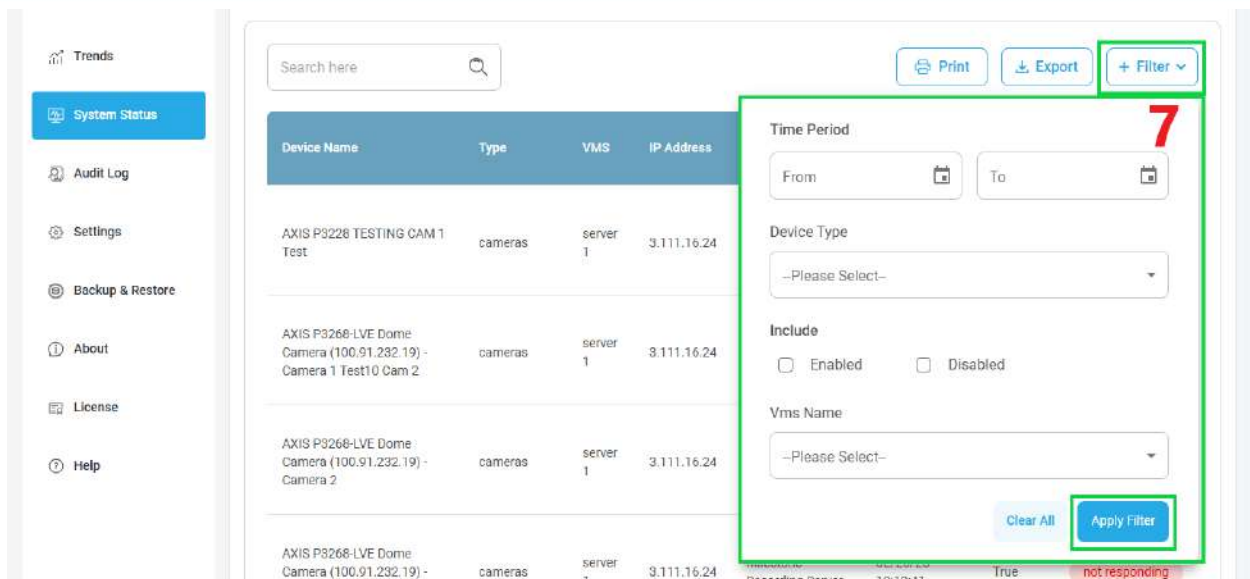 Trends
System Status
Audit Log
Settings
Backup & Restore
About
License
Help
Search here
Print
Export
+ Filter
Device Name Type VMS IP Address
AXIS P3228 TESTING CAM 1
Test
cameras
server
1
3.111.16.24
AXIS P3268-LVE Dome
Camera (100.91.232.19) -
Camera 1 Test10 Cam 2
cameras
server
1
3.111.16.24
AXIS P3268-LVE Dome
Camera (100.91.232.19) -
Camera 2
cameras
server
1
3.111.16.24
AXIS P3268-LVE Dome
Camera (100.91.232.19) -
cameras
server
3.111.16.24
True
not responding
7
Time Period
From
To
Device Type
--Please Select--
Include
Enabled
Disabled
Vms Name
--Please Select--
Clear All
Apply Filter